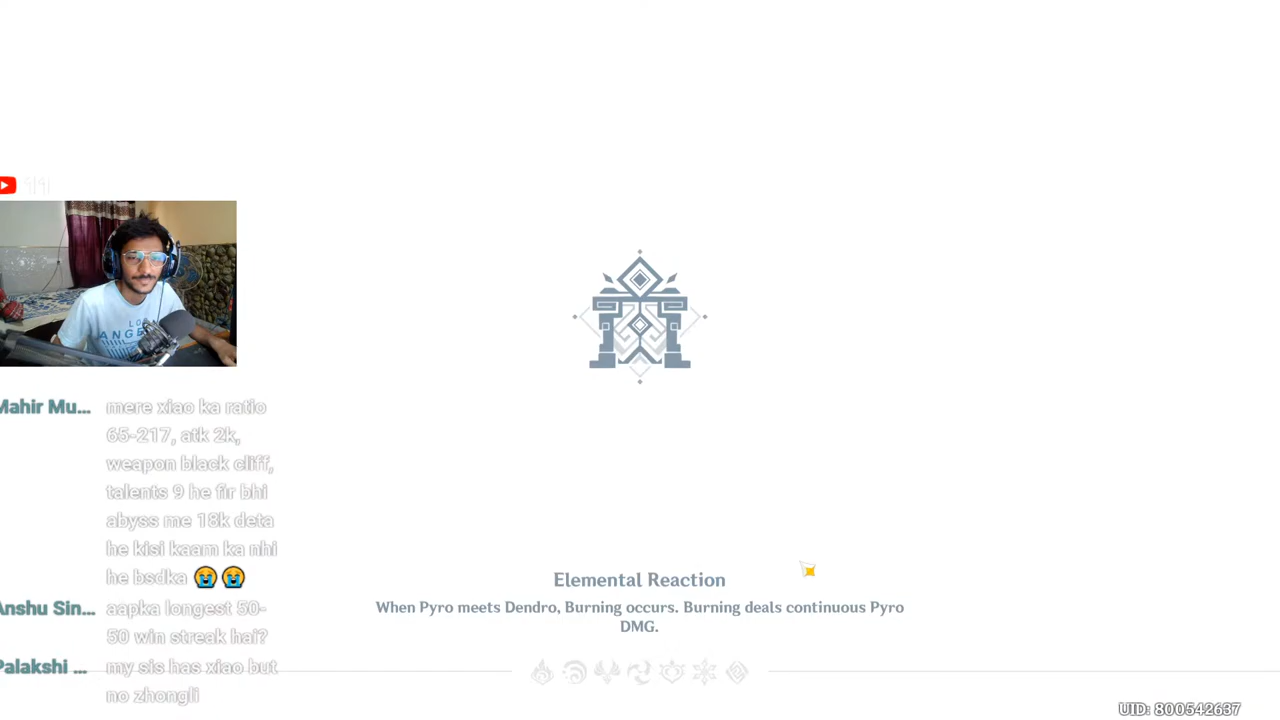 Mahir Mu... mere xiao ka ratio
65-217, atk 2k,
weapon black cliff,
talents 9 he fir bhi
abyss me 18k deta
he kisi kaam ka nhi
he bsdka 😭😭
Anshu Sin... aapka longest 50-
50 win streak hai?
Palakshi ... my sis has xiao but
no zhongli
Elemental Reaction
When Pyro meets Dendro, Burning occurs. Burning deals continuous Pyro
DMG.
UID: 800542637